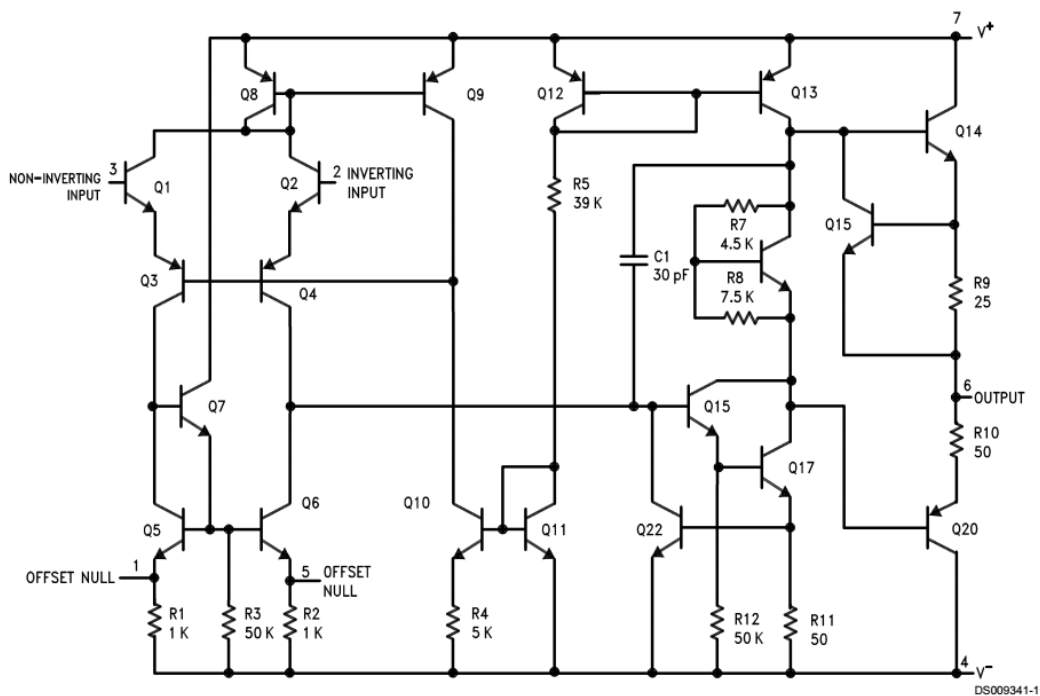 7
V+
Q8
Q9
Q12
Q13
Q14
3
NON-INVERTING
INPUT
Q1
Q2
2
INVERTING
INPUT
R5
39 K
R7
4.5 K
Q15
C1
30 pF
R8
7.5 K
R9
25
Q3
Q4
6
OUTPUT
Q7
Q15
R10
50
Q17
Q5
Q6
Q10
Q11
Q22
Q20
1
OFFSET NULL
5
OFFSET
NULL
R1
1 K
R3
50 K
R2
1 K
R4
5 K
R12
50 K
R11
50
4
V-
DS009341-1